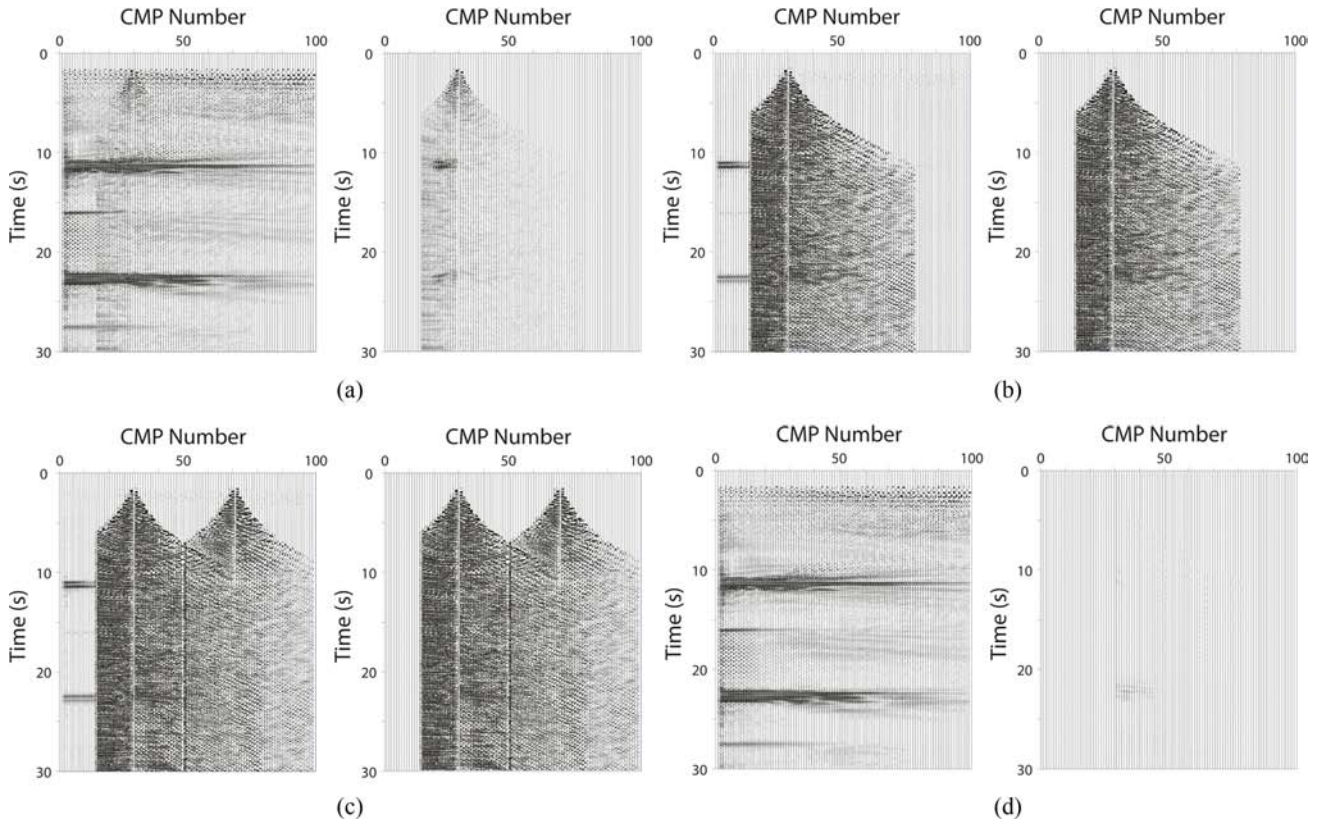 CMP Number CMP Number CMP Number CMP Number
0 50 100 0 50 100 0 50 100 0 50 100
0 0 0 0
10 10 10 10
20 20 20 20
30 30 30 30
Time (s) Time (s) Time (s) Time (s)
(a) (b)
CMP Number CMP Number CMP Number CMP Number
0 50 100 0 50 100 0 50 100 0 50 100
0 0 0 0
10 10 10 10
20 20 20 20
30 30 30 30
Time (s) Time (s) Time (s) Time (s)
(c) (d)